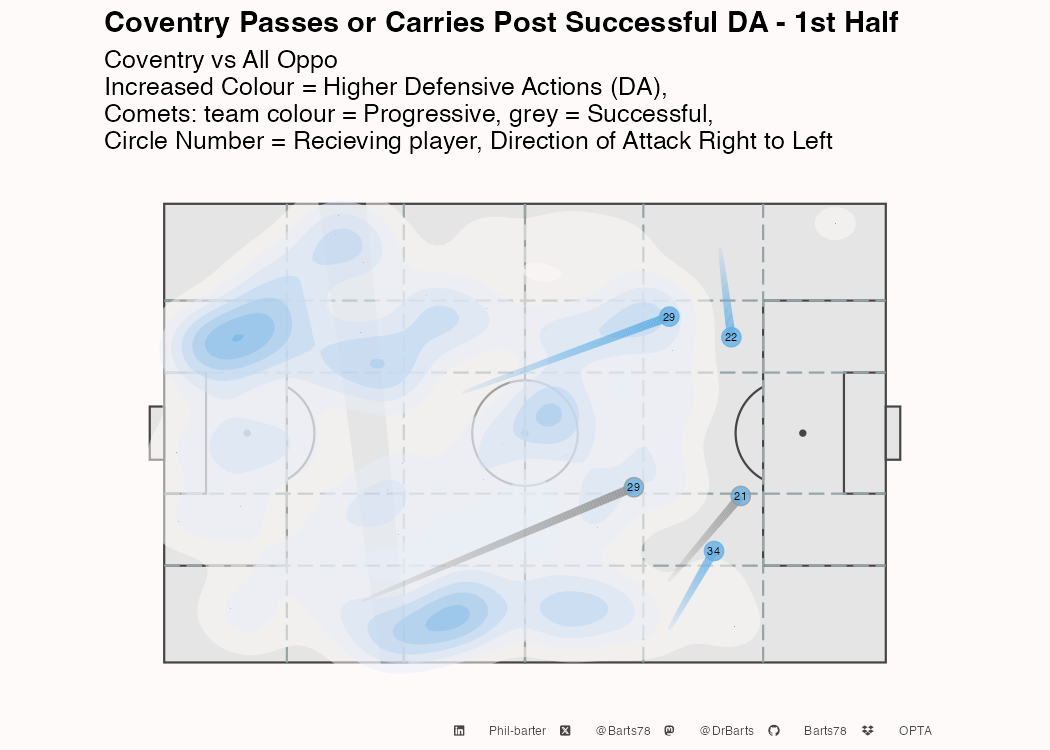 Coventry Passes or Carries Post Successful DA - 1st Half
Coventry vs All Oppo
Increased Colour = Higher Defensive Actions (DA),
Comets: team colour = Progressive, grey = Successful,
Circle Number = Recieving player, Direction of Attack Right to Left
29
22
29
21
34
Phil-barter @Barts78 @DrBarts Barts78 OPTA